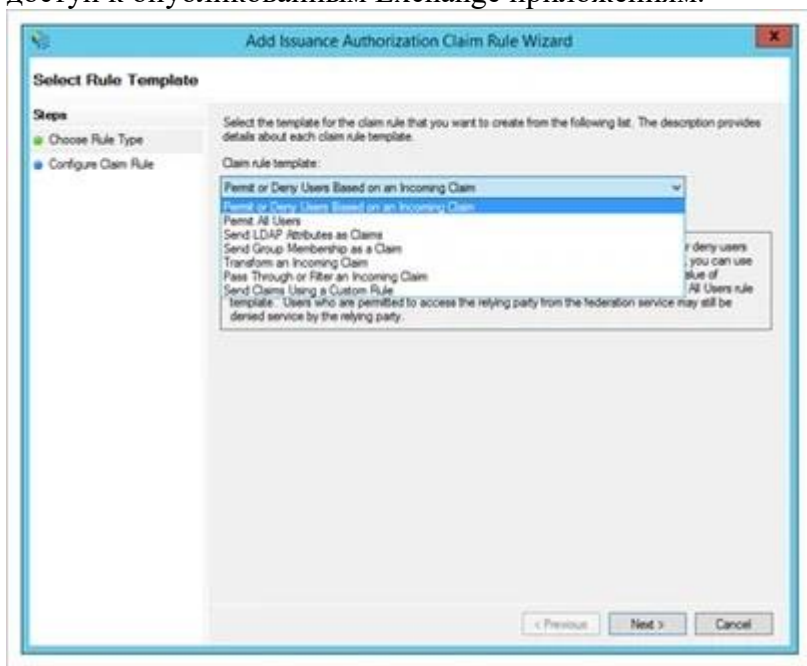 доступ к опубликованным Exchange приложениям.
Add Issuance Authorization Claim Rule Wizard
Select Rule Template
Steps
Choose Rule Type
Configure Claim Rule
Select the template for the claim rule that you want to create from the following list. The description provides
details about each claim rule template.
Claim rule template:
Permit or Deny Users Based on an Incoming Claim
Permit or Deny Users Based on an Incoming Claim
Permit All Users
Send LDAP Attributes as Claims
Send Group Membership as a Claim
Transform an Incoming Claim
Pass Through or Filter an Incoming Claim
Send Claims Using a Custom Rule
r deny users
you can use
alue of
All Users rule
template. Users who are permitted to access the relying party from the federation service may still be
denied service by the relying party.
< Previous
Next >
Cancel